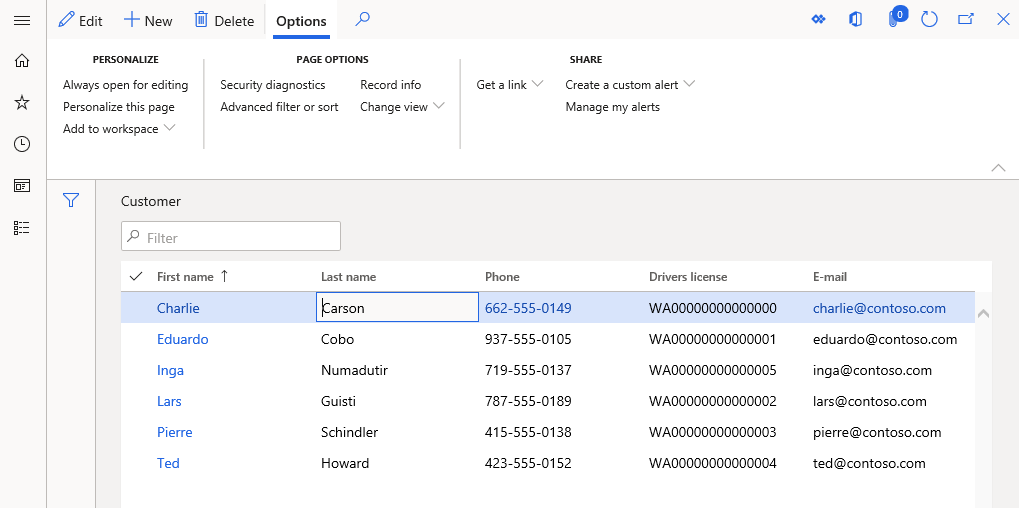 Edit New Delete Options 0
PERSONALIZE PAGE OPTIONS SHARE
Always open for editing Security diagnostics Record info Get a link Create a custom alert
Personalize this page Advanced filter or sort Change view Manage my alerts
Add to workspace
Customer
Filter
First name Last name Phone Drivers license E-mail
Charlie Carson 662-555-0149 WA00000000000000 charlie@contoso.com
Eduardo Cobo 937-555-0105 WA00000000000001 eduardo@contoso.com
Inga Numadutir 719-555-0137 WA00000000000005 inga@contoso.com
Lars Guisti 787-555-0189 WA00000000000002 lars@contoso.com
Pierre Schindler 415-555-0138 WA00000000000003 pierre@contoso.com
Ted Howard 423-555-0152 WA00000000000004 ted@contoso.com